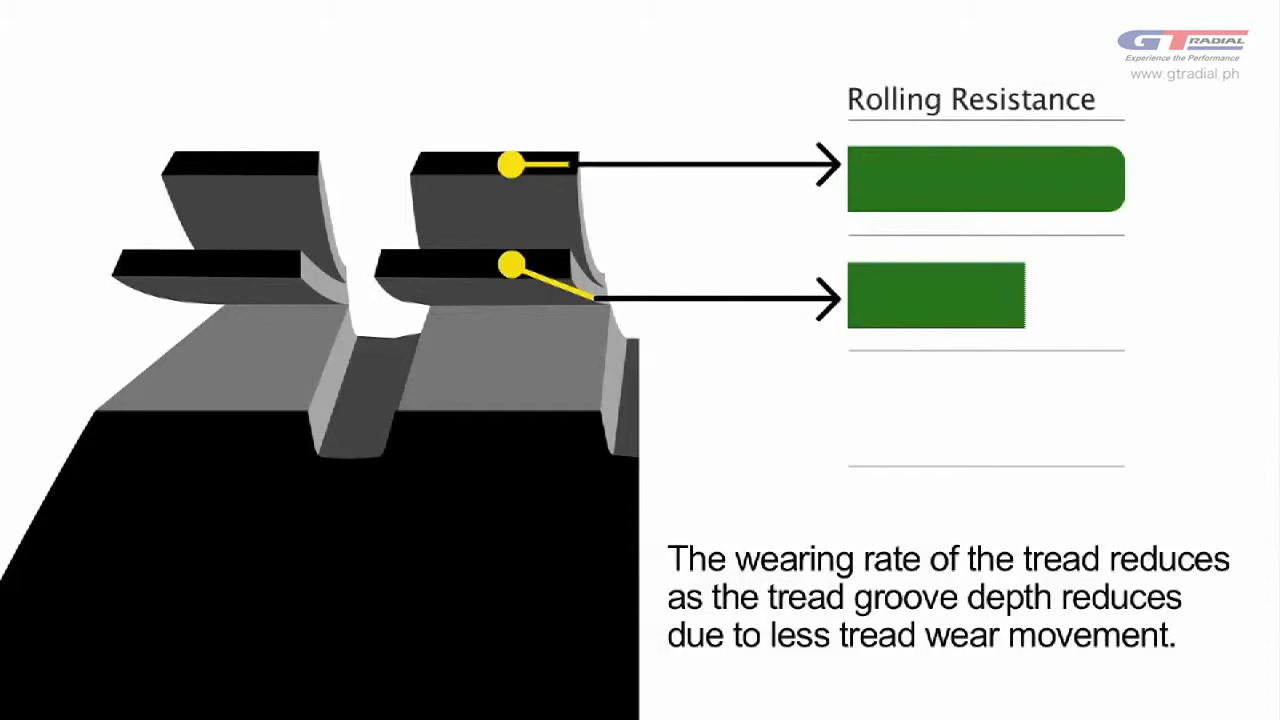 GT RADIAL
Experience the Performance
www.gtradial.ph
Rolling Resistance
The wearing rate of the tread reduces
as the tread groove depth reduces
due to less tread wear movement.